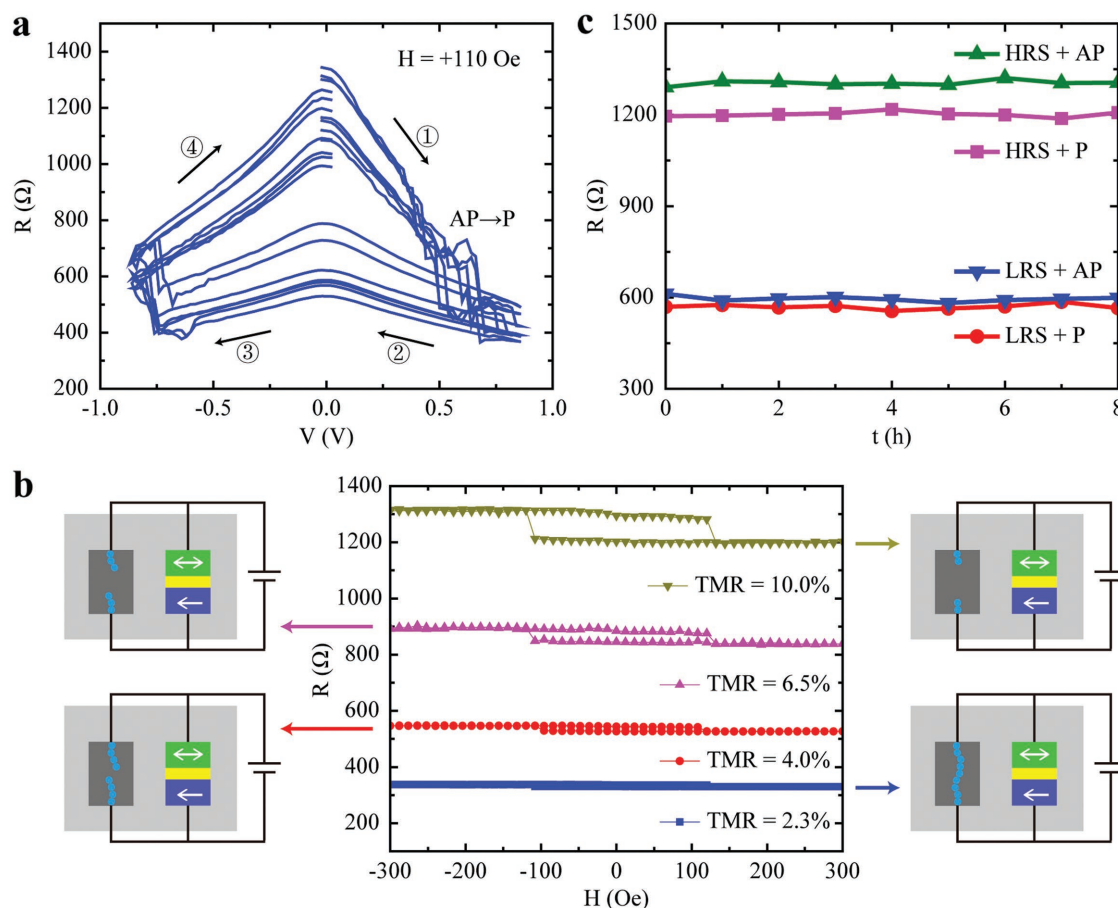 a
H = +110 Oe
1400
1200
1000
800
600
400
200
R (Ω)
④
①
AP→P
③
②
-1.0
-0.5
0.0
0.5
1.0
V (V)
c
1500
1200
900
600
300
R (Ω)
HRS + AP
HRS + P
LRS + AP
LRS + P
0
2
4
6
8
t (h)
b
1400
1200
1000
800
600
400
200
R (Ω)
TMR = 10.0%
TMR = 6.5%
TMR = 4.0%
TMR = 2.3%
-300
-200
-100
0
100
200
300
H (Oe)